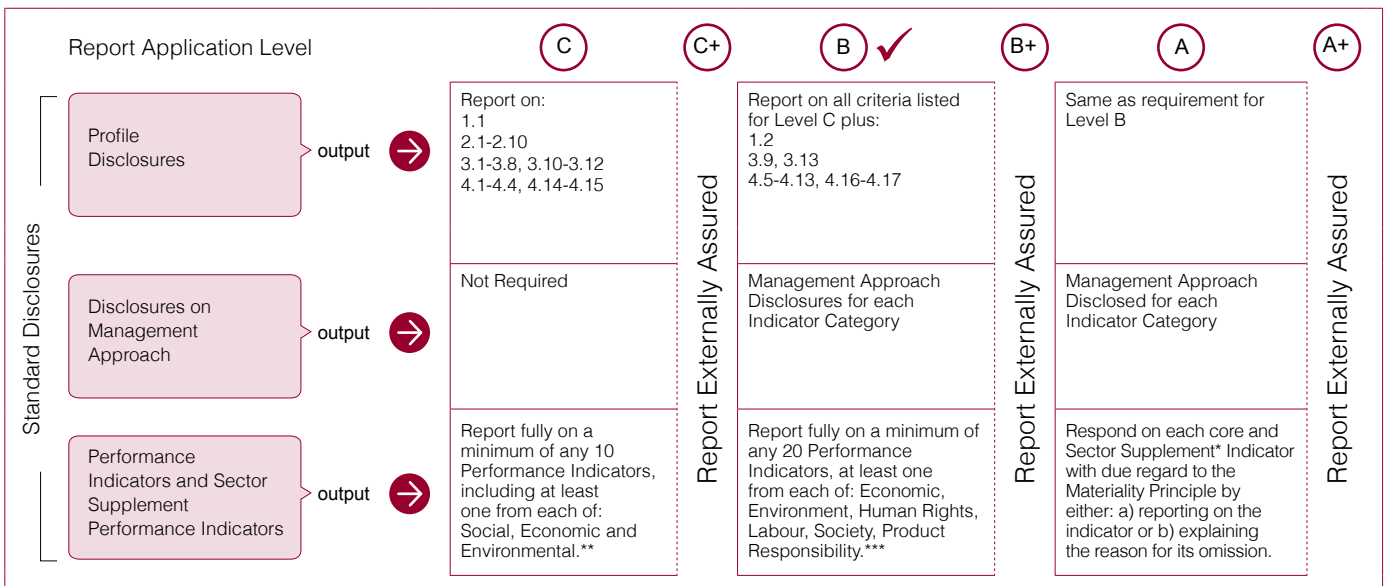 Report Application Level
C
C+
B
B+
A
A+
Standard Disclosures
Profile
Disclosures
output
Report on:
1.1
2.1-2.10
3.1-3.8, 3.10-3.12
4.1-4.4, 4.14-4.15
Report on all criteria listed
for Level C plus:
1.2
3.9, 3.13
4.5-4.13, 4.16-4.17
Same as requirement for
Level B
Disclosures on
Management
Approach
output
Not Required
Management Approach
Disclosures for each
Indicator Category
Management Approach
Disclosed for each
Indicator Category
Performance
Indicators and Sector
Supplement
Performance Indicators
output
Report fully on a
minimum of any 10
Performance Indicators,
including at least
one from each of:
Social, Economic and
Environmental.**
Report fully on a minimum of
any 20 Performance
Indicators, at least one
from each of: Economic,
Environment, Human Rights,
Labour, Society, Product
Responsibility.***
Respond on each core and
Sector Supplement* Indicator
with due regard to the
Materiality Principle by
either: a) reporting on the
indicator or b) explaining
the reason for its omission.
Report Externally Assured
Report Externally Assured
Report Externally Assured